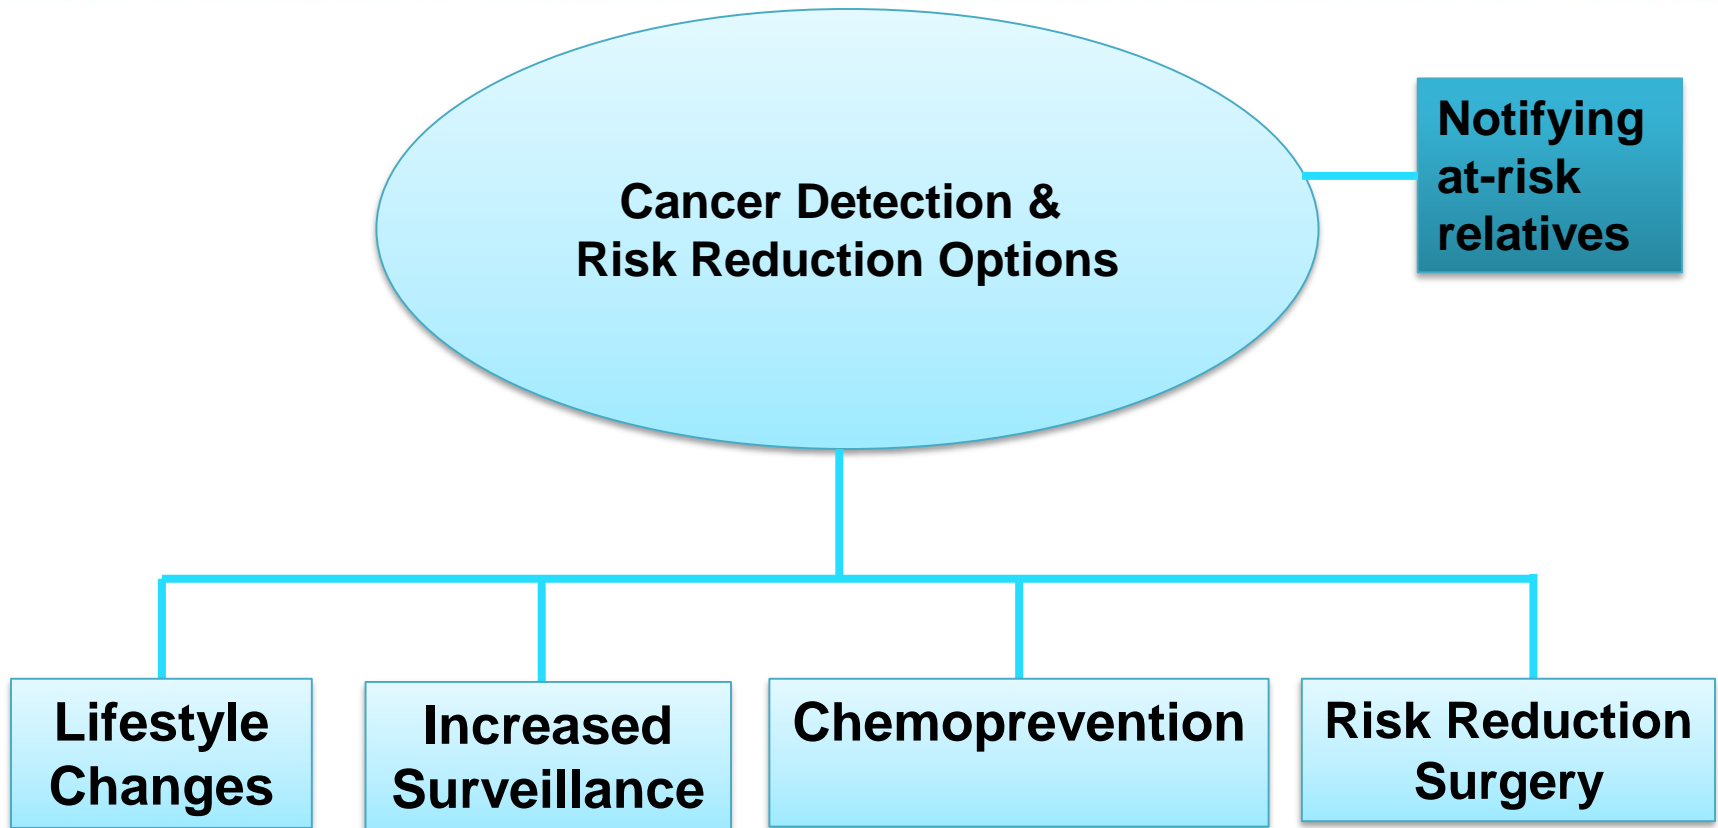 Cancer Detection &
Risk Reduction Options
Notifying
at-risk
relatives
Lifestyle
Changes
Increased
Surveillance
Chemoprevention
Risk Reduction
Surgery